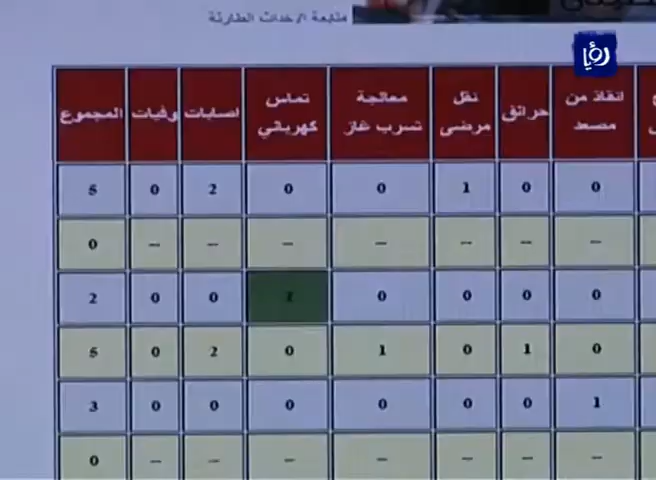 متابعة الاحداث الطارئة
رؤيا
انقاذ من مصعد حرائق نقل مرضى معالجة تسرب غاز تماس كهربائي اصابات وفيات المجموع
0 0 1 0 0 2 0 5
-- -- -- -- -- -- -- 0
0 0 0 0 1 0 0 2
0 1 0 1 0 2 0 5
1 0 0 0 0 0 0 3
-- -- -- -- -- -- -- 0